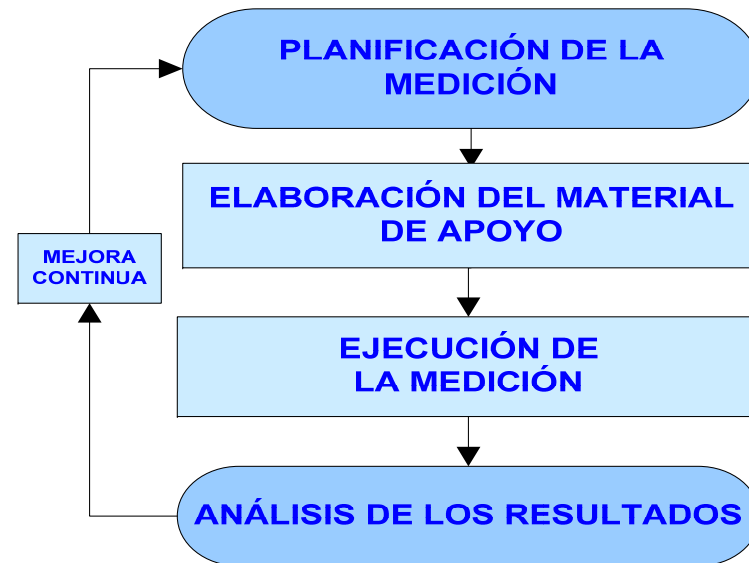 PLANIFICACIÓN DE LA
MEDICIÓN
ELABORACIÓN DEL MATERIAL
DE APOYO
MEJORA
CONTINUA
EJECUCIÓN DE
LA MEDICIÓN
ANÁLISIS DE LOS RESULTADOS